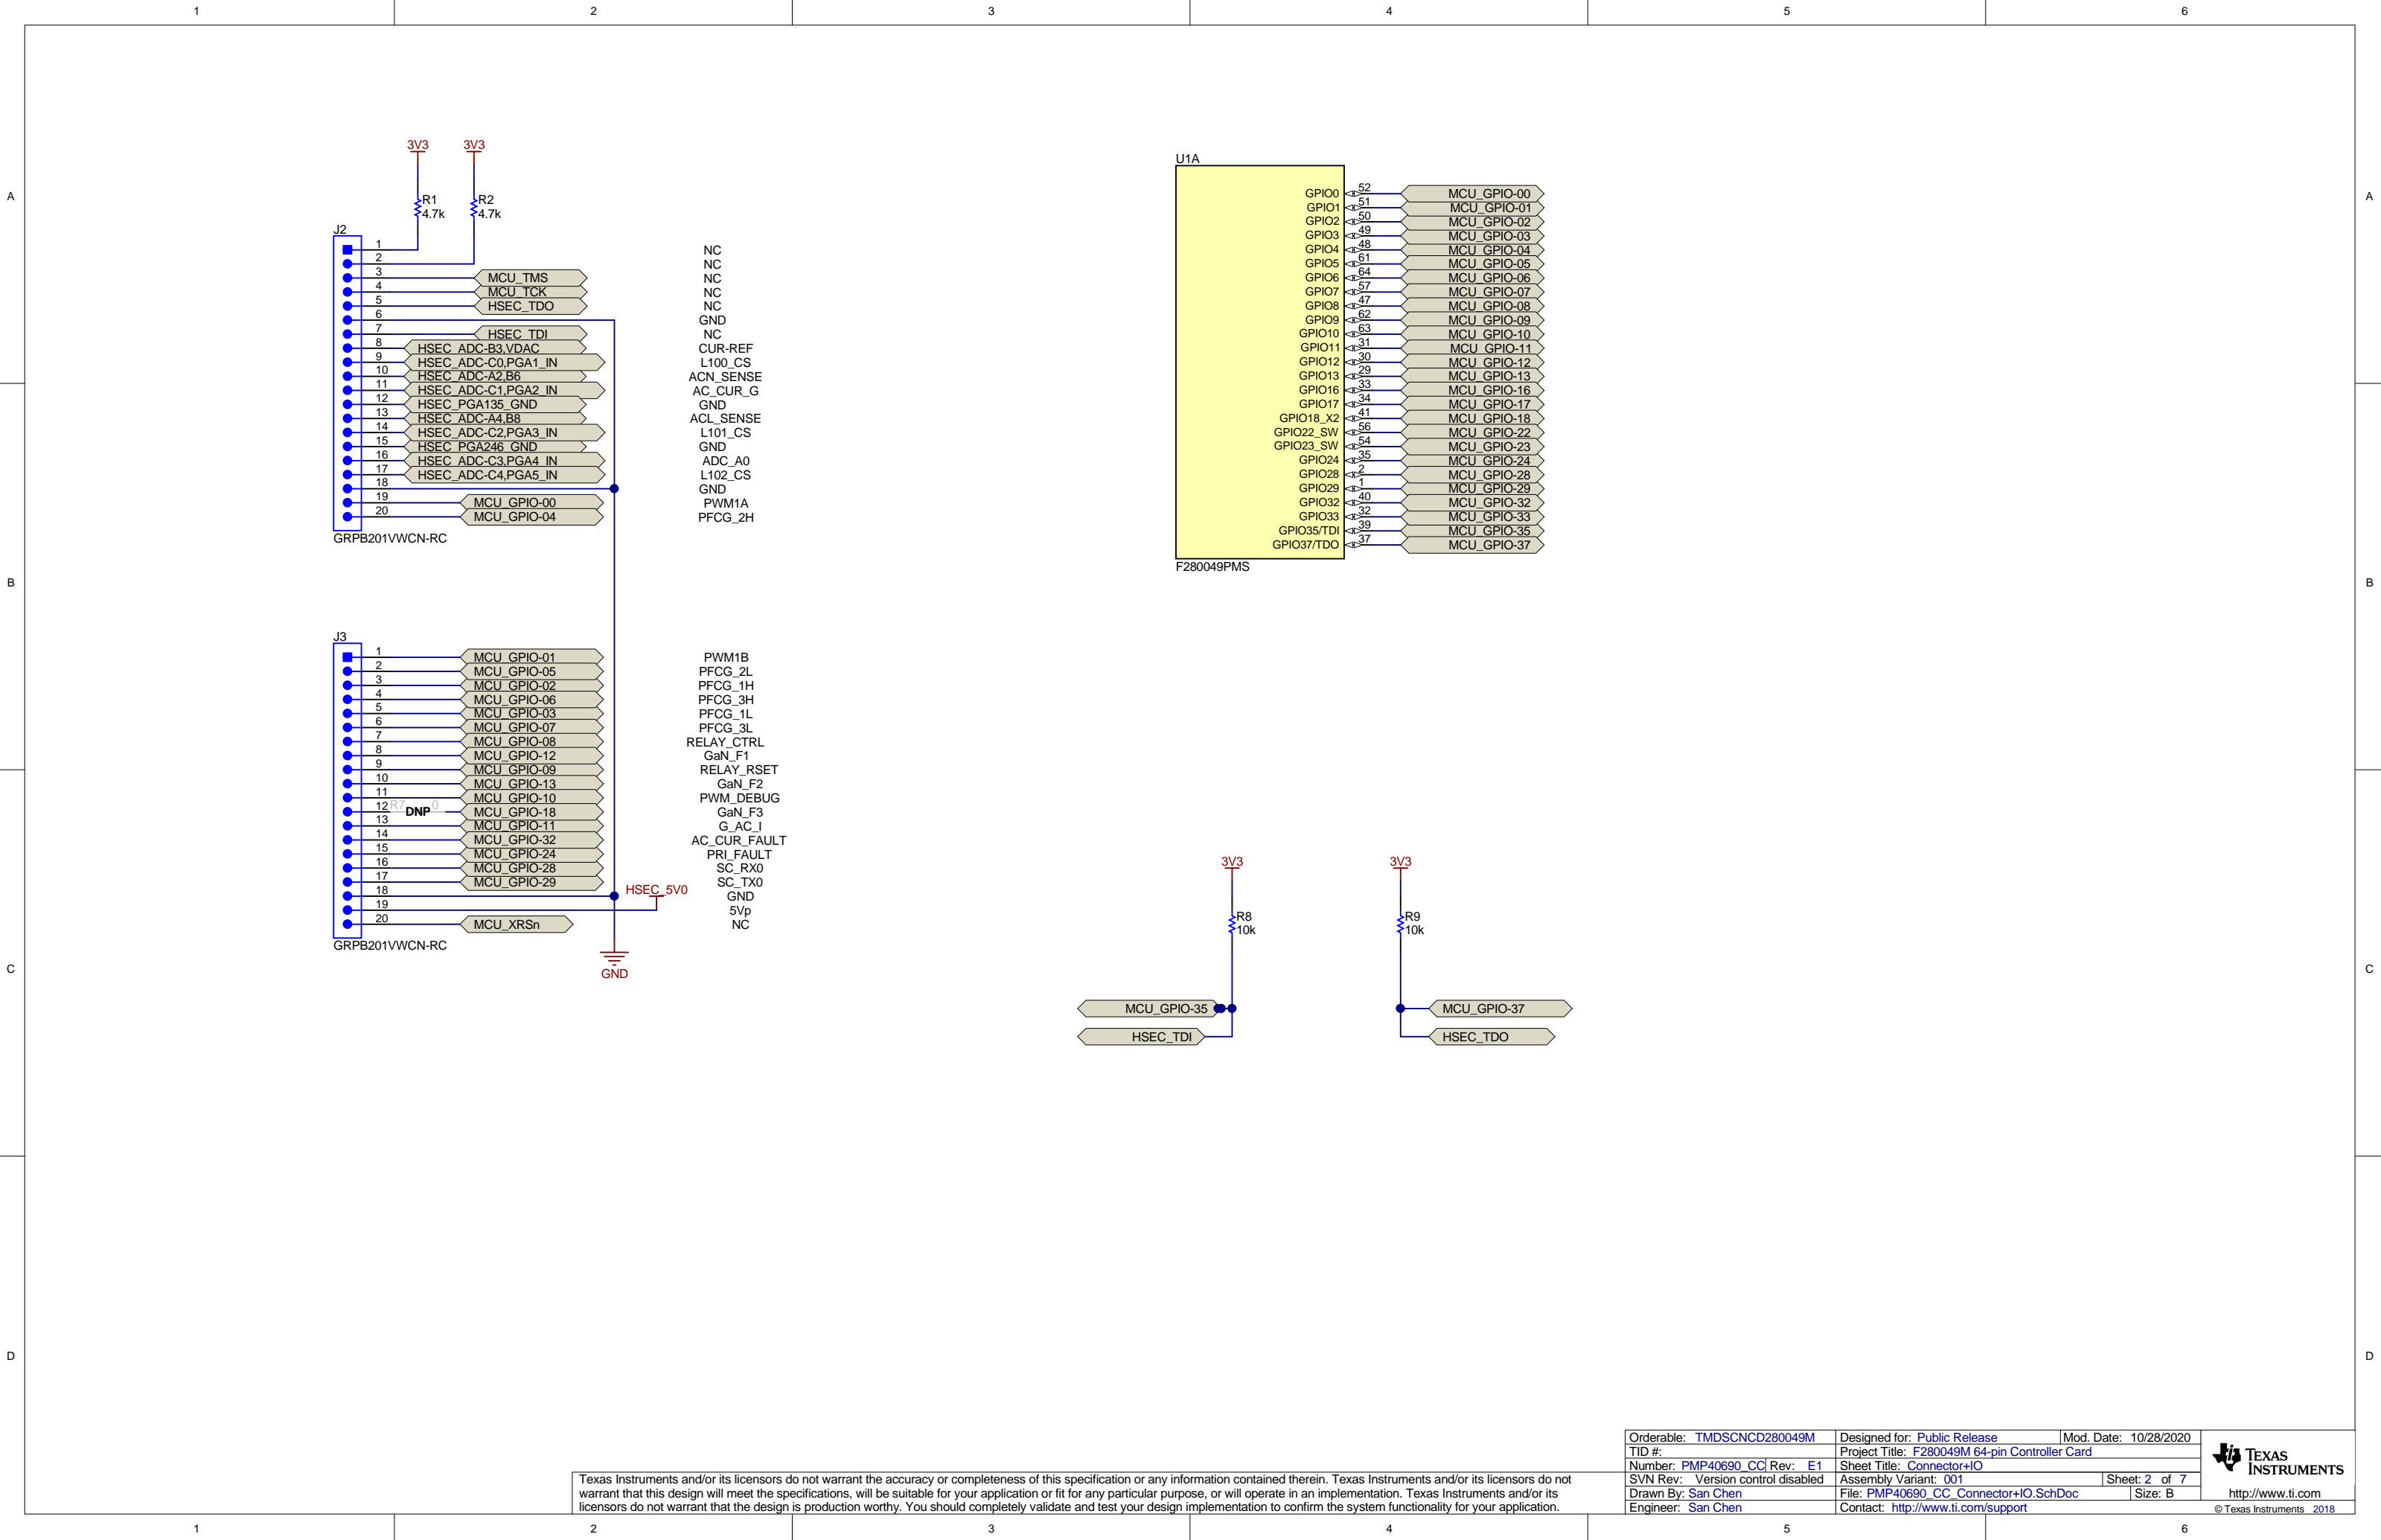 1 2 3 4 5 6
A A
B B
C C
D D
3V3 3V3
R1 R2
4.7k 4.7k
J2
1 NC
2 NC
3 MCU_TMS NC
4 MCU_TCK NC
5 HSEC_TDO NC
6 GND
7 HSEC_TDI NC
8 HSEC_ADC-B3,VDAC CUR-REF
9 HSEC_ADC-C0,PGA1_IN L100_CS
10 HSEC_ADC-A2,B6 ACN_SENSE
11 HSEC_ADC-C1,PGA2_IN AC_CUR_G
12 HSEC_PGA135_GND GND
13 HSEC_ADC-A4,B8 ACL_SENSE
14 HSEC_ADC-C2,PGA3_IN L101_CS
15 HSEC_PGA246_GND GND
16 HSEC_ADC-C3,PGA4_IN ADC_A0
17 HSEC_ADC-C4,PGA5_IN L102_CS
18 GND
19 MCU_GPIO-00 PWM1A
20 MCU_GPIO-04 PFCG_2H
GRPB201VWCN-RC
J3
1 MCU_GPIO-01 PWM1B
2 MCU_GPIO-05 PFCG_2L
3 MCU_GPIO-02 PFCG_1H
4 MCU_GPIO-06 PFCG_3H
5 MCU_GPIO-03 PFCG_1L
6 MCU_GPIO-07 PFCG_3L
7 MCU_GPIO-08 RELAY_CTRL
8 MCU_GPIO-12 GaN_F1
9 MCU_GPIO-09 RELAY_RSET
10 MCU_GPIO-13 GaN_F2
11 MCU_GPIO-10 PWM_DEBUG
12 R7 DNP 0 MCU_GPIO-18 GaN_F3
13 MCU_GPIO-11 G_AC_I
14 MCU_GPIO-32 AC_CUR_FAULT
15 MCU_GPIO-24 PRI_FAULT
16 MCU_GPIO-28 SC_RX0
17 MCU_GPIO-29 SC_TX0
18 HSEC_5V0 GND
19 5Vp
20 MCU_XRSn NC
GRPB201VWCN-RC
GND
U1A
GPIO0 52 MCU_GPIO-00
GPIO1 51 MCU_GPIO-01
GPIO2 50 MCU_GPIO-02
GPIO3 49 MCU_GPIO-03
GPIO4 48 MCU_GPIO-04
GPIO5 61 MCU_GPIO-05
GPIO6 64 MCU_GPIO-06
GPIO7 57 MCU_GPIO-07
GPIO8 47 MCU_GPIO-08
GPIO9 62 MCU_GPIO-09
GPIO10 63 MCU_GPIO-10
GPIO11 31 MCU_GPIO-11
GPIO12 30 MCU_GPIO-12
GPIO13 29 MCU_GPIO-13
GPIO16 33 MCU_GPIO-16
GPIO17 34 MCU_GPIO-17
GPIO18_X2 41 MCU_GPIO-18
GPIO22_SW 56 MCU_GPIO-22
GPIO23_SW 54 MCU_GPIO-23
GPIO24 35 MCU_GPIO-24
GPIO28 2 MCU_GPIO-28
GPIO29 1 MCU_GPIO-29
GPIO32 40 MCU_GPIO-32
GPIO33 32 MCU_GPIO-33
GPIO35/TDI 39 MCU_GPIO-35
GPIO37/TDO 37 MCU_GPIO-37
F280049PMS
3V3 3V3
R8 R9
10k 10k
MCU_GPIO-35 MCU_GPIO-37
HSEC_TDI HSEC_TDO
Texas Instruments and/or its licensors do not warrant the accuracy or completeness of this specification or any information contained therein. Texas Instruments and/or its licensors do not
warrant that this design will meet the specifications, will be suitable for your application or fit for any particular purpose, or will operate in an implementation. Texas Instruments and/or its
licensors do not warrant that the design is production worthy. You should completely validate and test your design implementation to confirm the system functionality for your application.
Orderable: TMDSCNCD280049M Designed for: Public Release Mod. Date: 10/28/2020
TID #: Project Title: F280049M 64-pin Controller Card
Number: PMP40690_CC Rev: E1 Sheet Title: Connector+IO
SVN Rev: Version control disabled Assembly Variant: 001 Sheet: 2 of 7
Drawn By: San Chen File: PMP40690_CC_Connector+IO.SchDoc Size: B
Engineer: San Chen Contact: http://www.ti.com/support
TEXAS
INSTRUMENTS
http://www.ti.com
© Texas Instruments 2018
1 2 3 4 5 6